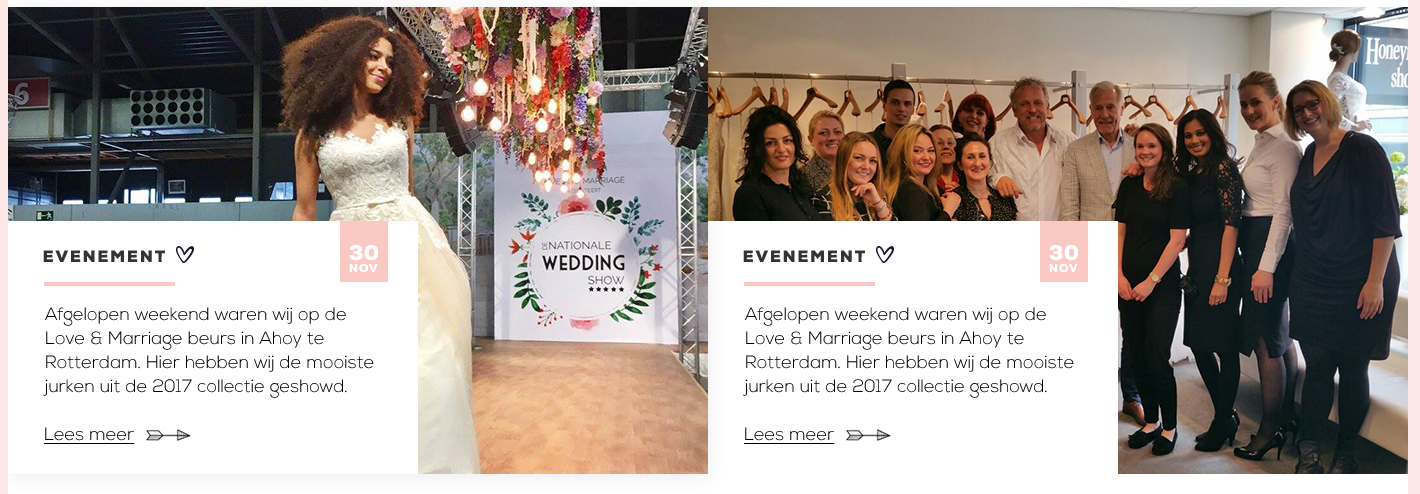 6
MARRIAGE
DE NATIONALE
WEDDING
SHOW
EVENEMENT
30
NOV
Afgelopen weekend waren wij op de
Love & Marriage beurs in Ahoy te
Rotterdam. Hier hebben wij de mooiste
jurken uit de 2017 collectie geshowd.
Lees meer
EVENEMENT
30
NOV
Afgelopen weekend waren wij op de
Love & Marriage beurs in Ahoy te
Rotterdam. Hier hebben wij de mooiste
jurken uit de 2017 collectie geshowd.
Lees meer